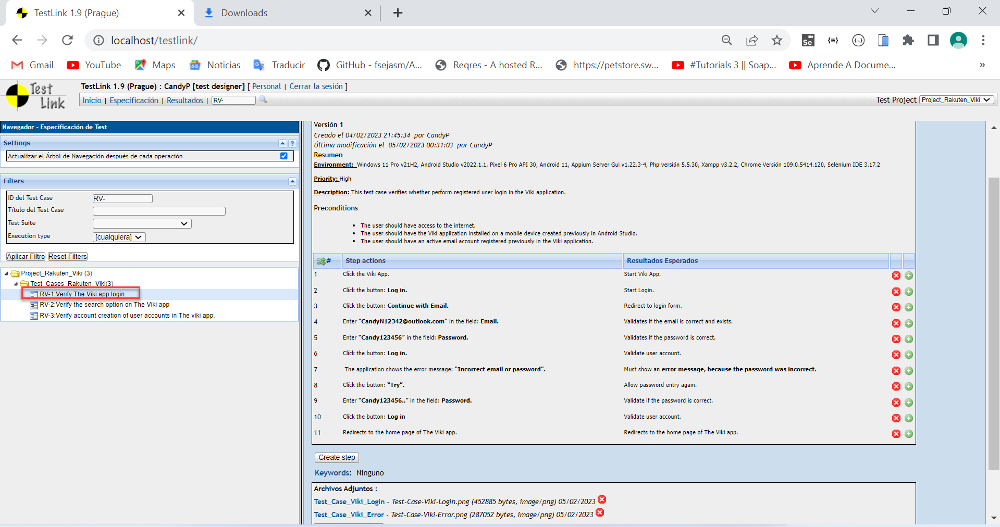 TestLink 1.9 (Prague)
Downloads
localhost/testlink/
Gmail
YouTube
Maps
Noticias
Traducir
GitHub - fsejasm/A...
Reqres - A hosted R...
https://petstore.sw...
#Tutorials 3 || Soap...
Aprende A Docume...
»
Test Link
TestLink 1.9 (Prague) : CandyP [test designer] [ Personal | Cerrar la sesión ]
Inicio | Especificación | Resultados | RV-
Test Project Project_Rakuten_Viki
Navegador - Especificación de Test
Settings
Actualizar el Árbol de Navegación después de cada operación
Filters
ID del Test Case RV-
Título del Test Case
Test Suite
Execution type [cualquiera]
Aplicar Filtro Reset Filters
Project_Rakuten_Viki (3)
Test_Cases_Rakuten_Viki(3)
RV-1:Verify The Viki app login
RV-2:Verify the search option on The Viki app
RV-3:Verify account creation of user accounts in The viki app.
Versión 1
Creado el 04/02/2023 21:45:34 por CandyP
Última modificación el 05/02/2023 00:31:03 por CandyP
Resumen
Environment: Windows 11 Pro v21H2, Android Studio v2022.1.1, Pixel 6 Pro API 30, Android 11, Appium Server Gui v1.22.3-4, Php versión 5.5.30, Xampp v3.2.2, Chrome Versión 109.0.5414.120, Selenium IDE 3.17.2
Priority: High
Description: This test case verifies whether perform registered user login in the Viki application.
Preconditions
• The user should have access to the internet.
• The user should have the Viki application installed on a mobile device created previously in Android Studio.
• The user should have an active email account registered previously in the Viki application.
# Step actions Resultados Esperados
1 Click the Viki App. Start Viki App.
2 Click the button: Log in. Start Login.
3 Click the button: Continue with Email. Redirect to login form.
4 Enter "CandyN12342@outlook.com" in the field: Email. Validates if the email is correct and exists.
5 Enter “Candy123456” in the field: Password. Validates if the password is correct.
6 Click the button: Log in. Validate user account.
7 The application shows the error message: “Incorrect email or password”. Must show an error message, because the password was incorrect.
8 Click the button: “Try”. Allow password entry again.
9 Enter “Candy123456..” in the field: Password. Validate if the password is correct.
10 Click the button: Log in Validate user account.
11 Redirects to the home page of The Viki app. Redirects to the home page of The Viki app.
Create step
Keywords: Ninguno
Archivos Adjuntos :
Test_Case_Viki_Login - Test-Case-Viki-Login.png (452885 bytes, image/png) 05/02/2023
Test_Case_Viki_Error - Test-Case-Viki-Error.png (287052 bytes, image/png) 05/02/2023